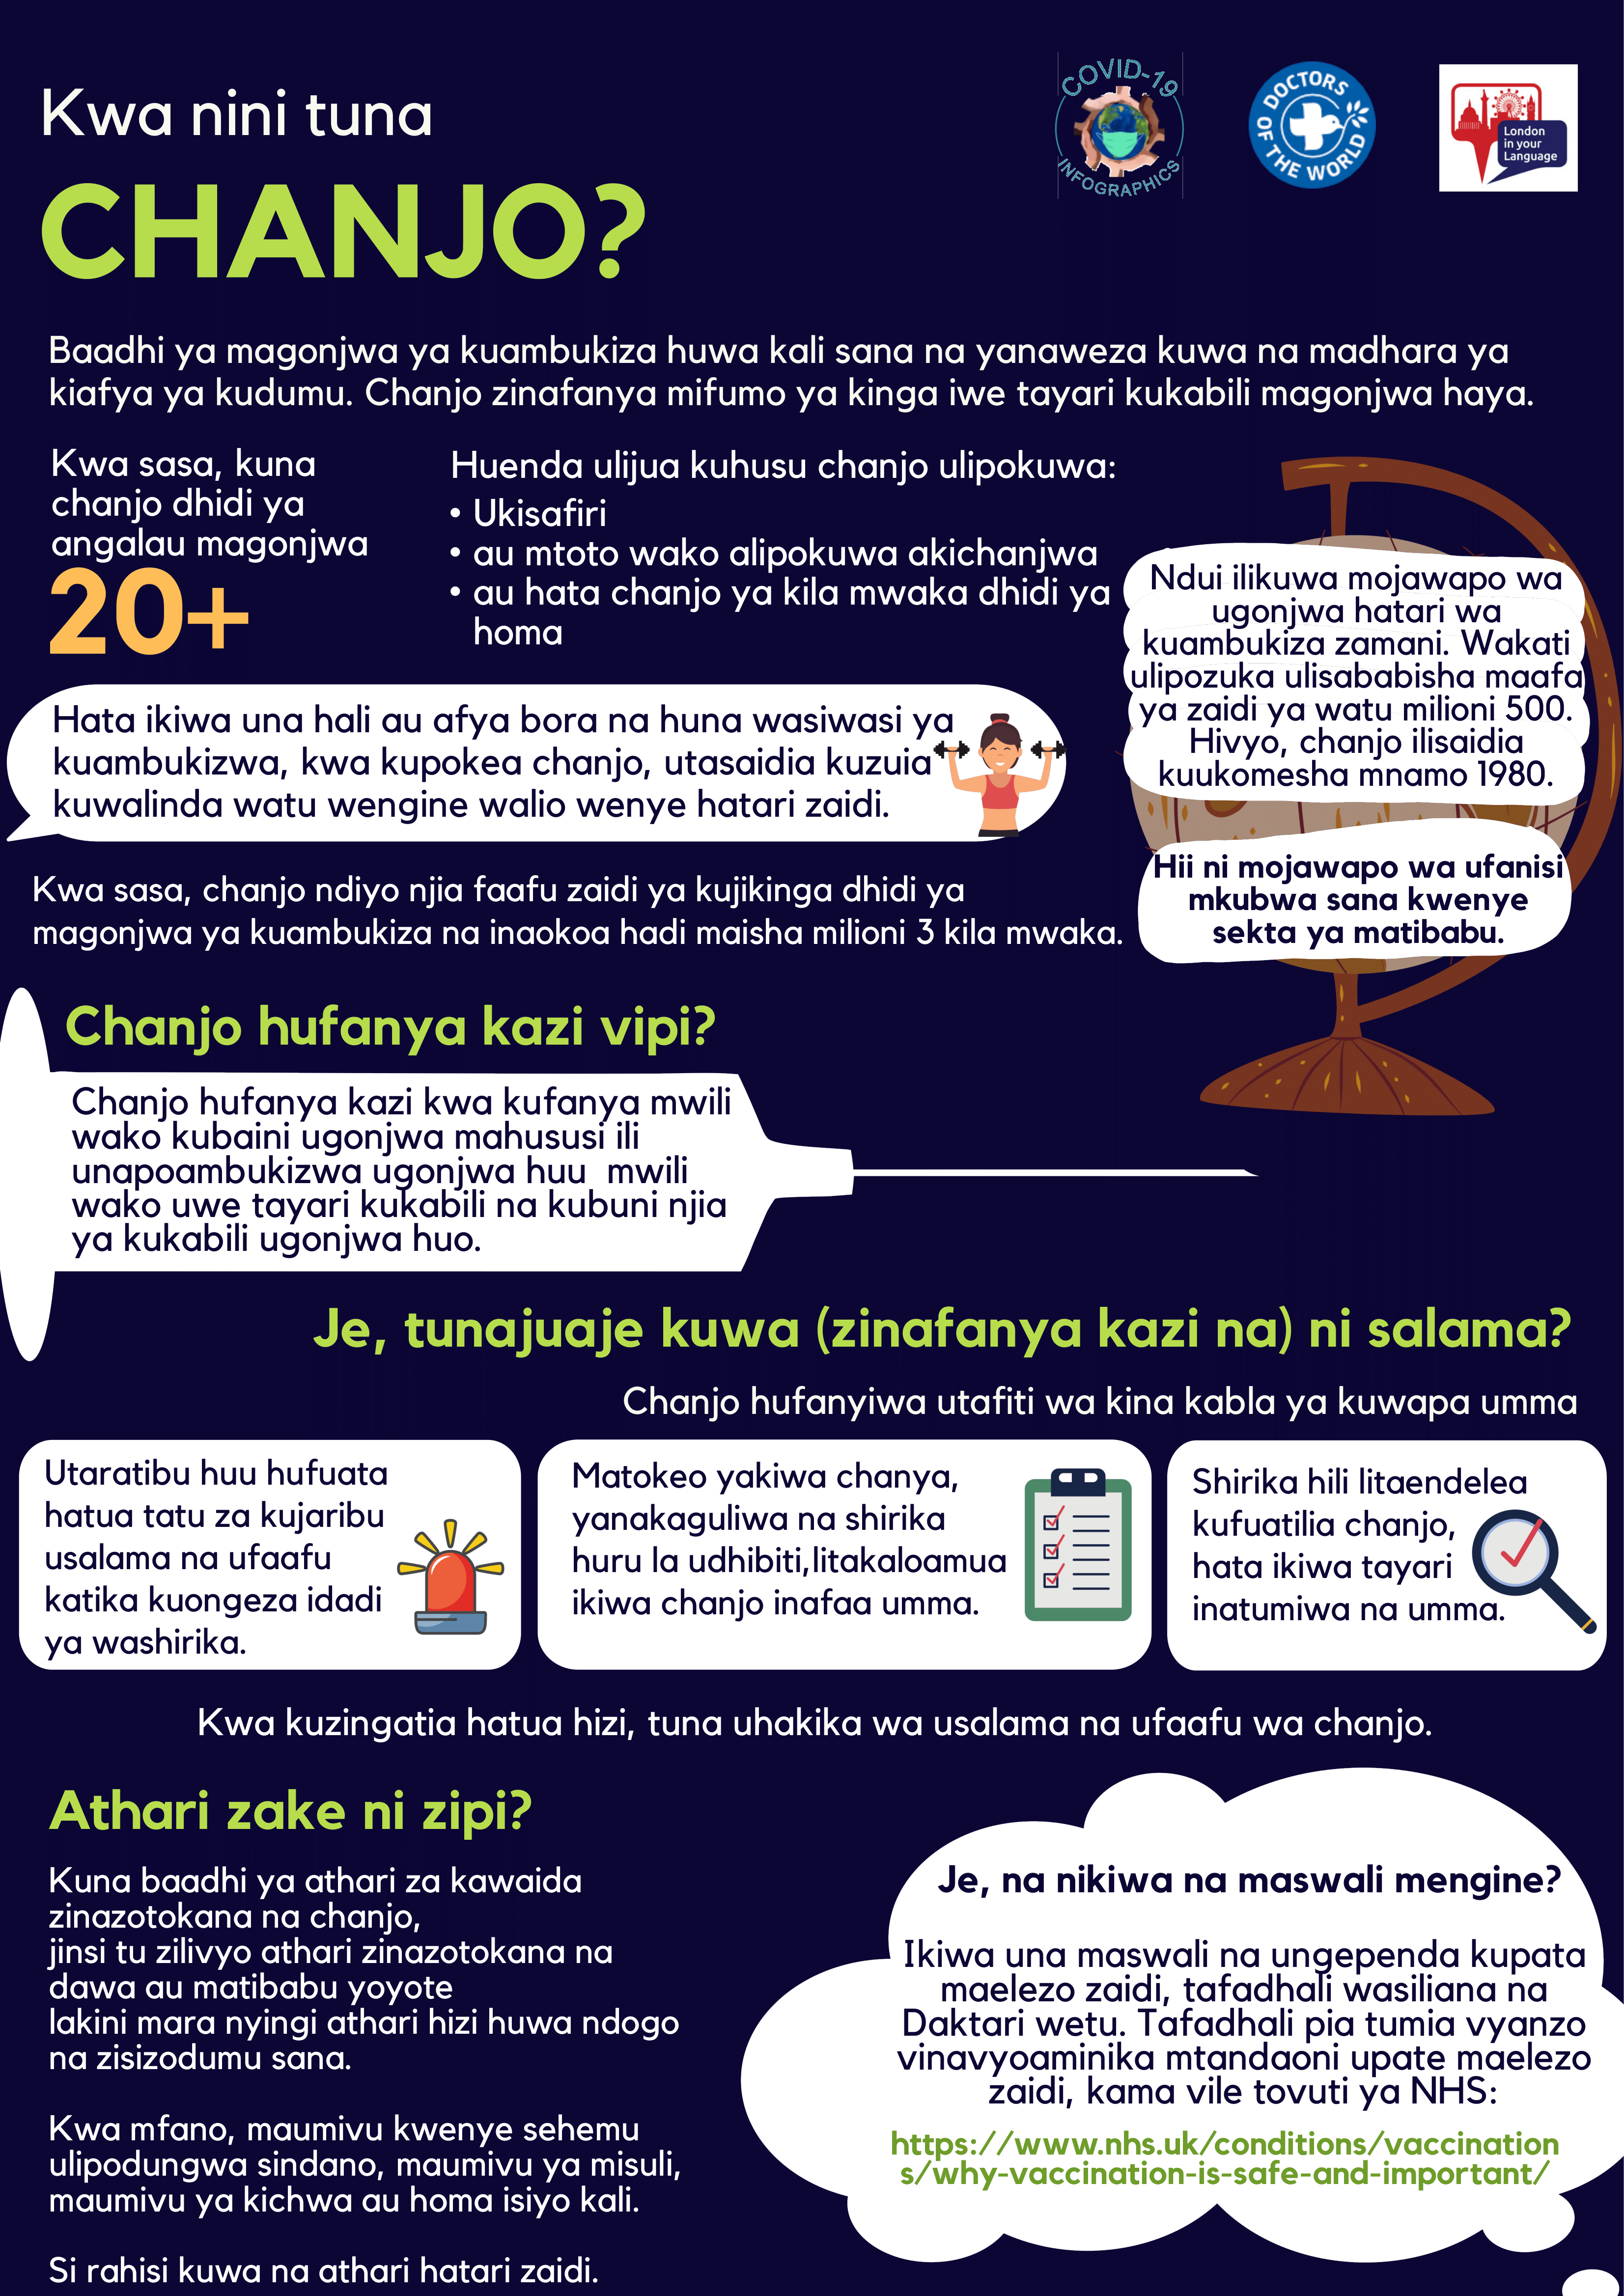 Kwa nini tuna
CHANJO?
COVID-19
INFOGRAPHICS
DOCTORS
OF THE WORLD
London
in your
Language
Baadhi ya magonjwa ya kuambukiza huwa kali sana na yanaweza kuwa na madhara ya
kiafya ya kudumu. Chanjo zinafanya mifumo ya kinga iwe tayari kukabili magonjwa haya.
Kwa sasa, kuna
chanjo dhidi ya
angalau magonjwa
20+
Huenda ulijua kuhusu chanjo ulipokuwa:
• Ukisafiri
• au mtoto wako alipokuwa akichanjwa
• au hata chanjo ya kila mwaka dhidi ya
homa
Ndui ilikuwa mojawapo wa
ugonjwa hatari wa
kuambukiza zamani. Wakati
ulipozuka ulisababisha maafa
ya zaidi ya watu milioni 500.
Hivyo, chanjo ilisaidia
kuukomesha mnamo 1980.
Hii ni mojawapo wa ufanisi
mkubwa sana kwenye
sekta ya matibabu.
Hata ikiwa una hali au afya bora na huna wasiwasi ya
kuambukizwa, kwa kupokea chanjo, utasaidia kuzuia
kuwalinda watu wengine walio wenye hatari zaidi.
Kwa sasa, chanjo ndiyo njia faafu zaidi ya kujikinga dhidi ya
magonjwa ya kuambukiza na inaokoa hadi maisha milioni 3 kila mwaka.
Chanjo hufanya kazi vipi?
Chanjo hufanya kazi kwa kufanya mwili
wako kubaini ugonjwa mahususi ili
unapoambukizwa ugonjwa huu mwili
wako uwe tayari kukabili na kubuni njia
ya kukabili ugonjwa huo.
Je, tunajuaje kuwa (zinafanya kazi na) ni salama?
Chanjo hufanyiwa utafiti wa kina kabla ya kuwapa umma
Utaratibu huu hufuata
hatua tatu za kujaribu
usalama na ufaafu
katika kuongeza idadi
ya washirika.
Matokeo yakiwa chanya,
yanakaguliwa na shirika
huru la udhibiti,litakaloamua
ikiwa chanjo inafaa umma.
Shirika hili litaendelea
kufuatilia chanjo,
hata ikiwa tayari
inatumiwa na umma.
Kwa kuzingatia hatua hizi, tuna uhakika wa usalama na ufaafu wa chanjo.
Athari zake ni zipi?
Kuna baadhi ya athari za kawaida
zinazotokana na chanjo,
jinsi tu zilivyo athari zinazotokana na
dawa au matibabu yoyote
lakini mara nyingi athari hizi huwa ndogo
na zisizodumu sana.
Kwa mfano, maumivu kwenye sehemu
ulipodungwa sindano, maumivu ya misuli,
maumivu ya kichwa au homa isiyo kali.
Si rahisi kuwa na athari hatari zaidi.
Je, na nikiwa na maswali mengine?
Ikiwa una maswali na ungependa kupata
maelezo zaidi, tafadhali wasiliana na
Daktari wetu. Tafadhali pia tumia vyanzo
vinavyoaminika mtandaoni upate maelezo
zaidi, kama vile tovuti ya NHS:
https://www.nhs.uk/conditions/vaccination
s/why-vaccination-is-safe-and-important/